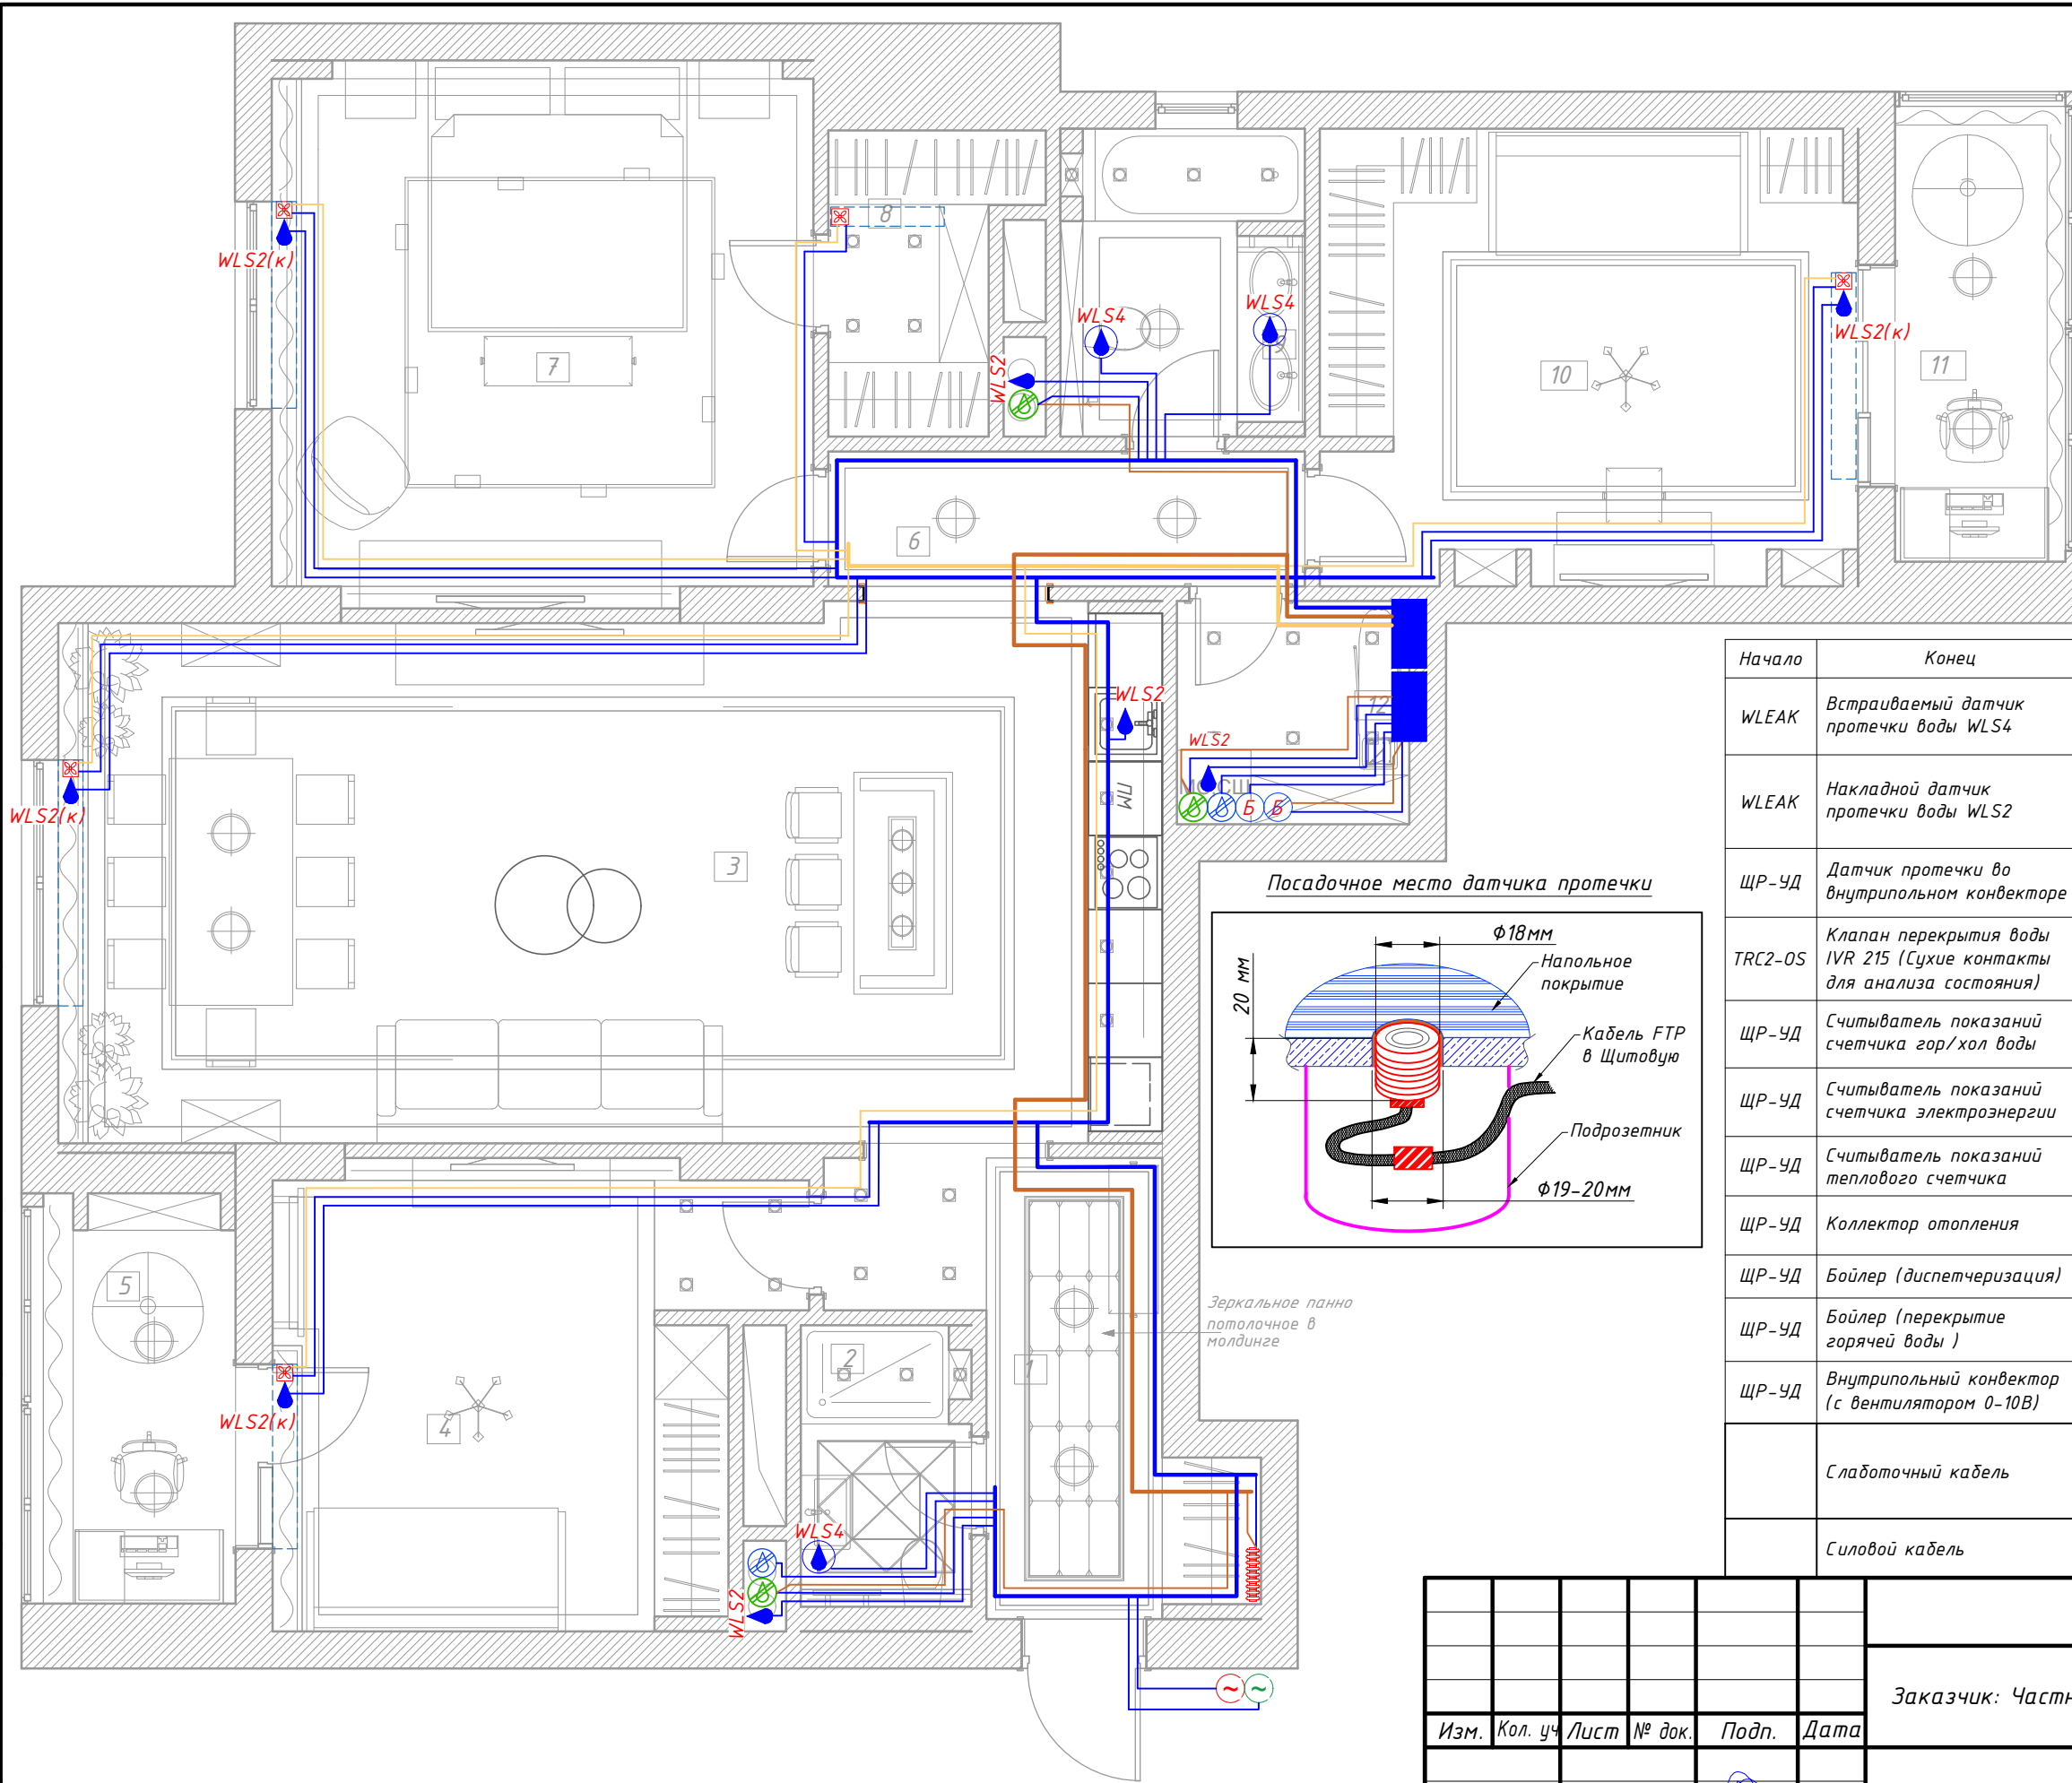 8
WLS2(к)
WLS4
WLS4
WLS2
WLS2(к)
7
10
11
6
WLS2
12
WLS2
ПМ
WLS2(к)
3
Посадочное место датчика протечки
Ф18мм
20 мм
Напольное
покрытие
Кабель FTP
в Щитовую
Подрозетник
Ф19-20мм
Б
Б
Начало Конец
WLEAK Встраиваемый датчик
протечки воды WLS4
WLEAK Накладной датчик
протечки воды WLS2
ЩР-УД Датчик протечки во
внутрипольном конвекторе
TRC2-OS Клапан перекрытия воды
IVR 215 (Сухие контакты
для анализа состояния)
ЩР-УД Считыватель показаний
счетчика гор/хол воды
ЩР-УД Считыватель показаний
счетчика электроэнергии
ЩР-УД Считыватель показаний
теплового счетчика
ЩР-УД Коллектор отопления
ЩР-УД Бойлер (диспетчеризация)
ЩР-УД Бойлер (перекрытие
горячей воды )
ЩР-УД Внутрипольный конвектор
(с вентилятором 0-10В)
Слаботочный кабель
Силовой кабель
5
Зеркальное панно
потолочное в
молдинге
2
1
4
WLS2(к)
WLS4
WLS2
~ ~
Заказчик:
Изм. Кол. уч Лист № док. Подп. Дата